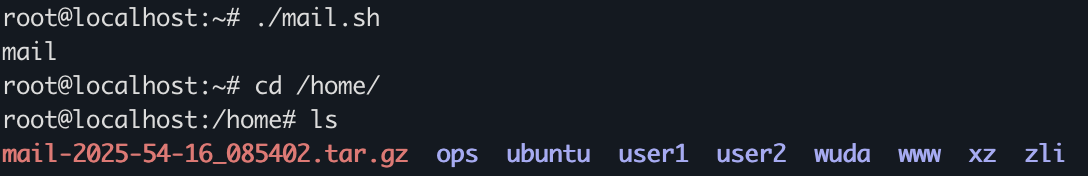 root@localhost:~# ./mail.sh
mail
root@localhost:~# cd /home/
root@localhost:/home# ls
mail-2025-54-16_085402.tar.gz  ops  ubuntu  user1  user2  wuda  www  xz  zli